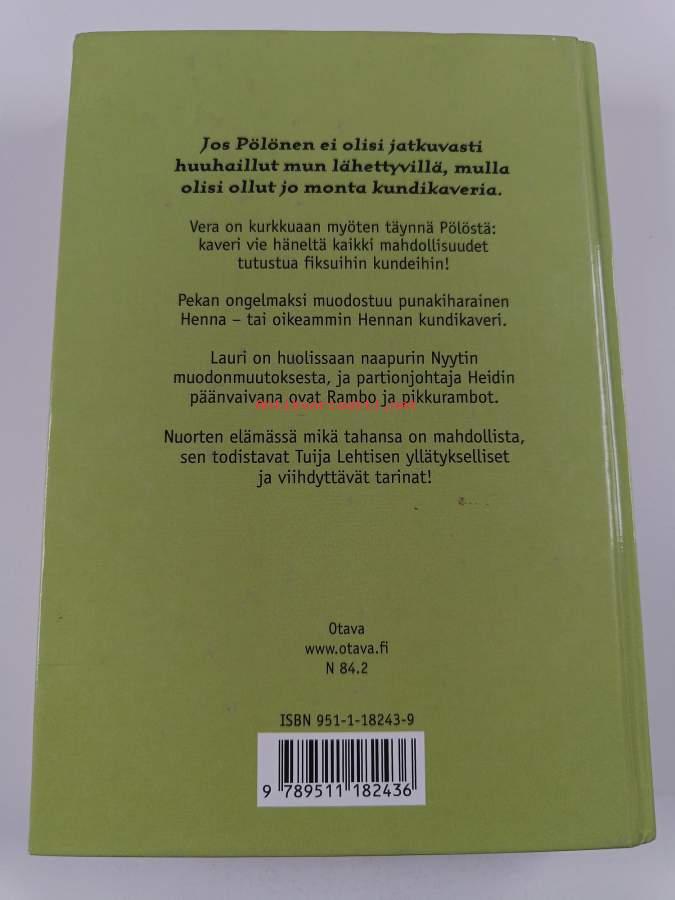 Jos Pölönen ei olisi jatkuvasti
huuhaillut mun lähettyvillä, mulla
olisi ollut jo monta kundikaveria.
Vera on kurkkuaan myöten täynnä Pölöstä:
kaveri vie häneltä kaikki mahdollisuudet
tutustua fiksuihin kundeihin!
Pekan ongelmaksi muodostuu punakiharainen
Henna – tai oikeammin Hennan kundikaveri.
Lauri on huolissaan naapurin Nyytin
muodonmuutoksesta, ja partionjohtaja Heidin
päänvaivana ovat Rambo ja pikkurambot.
Nuorten elämässä mikä tahansa on mahdollista,
sen todistavat Tuija Lehtisen yllätykselliset
ja viihdyttävät tarinat!
Otava
www.otava.fi
N 84.2
ISBN 951-1-18243-9
9 789511 182436